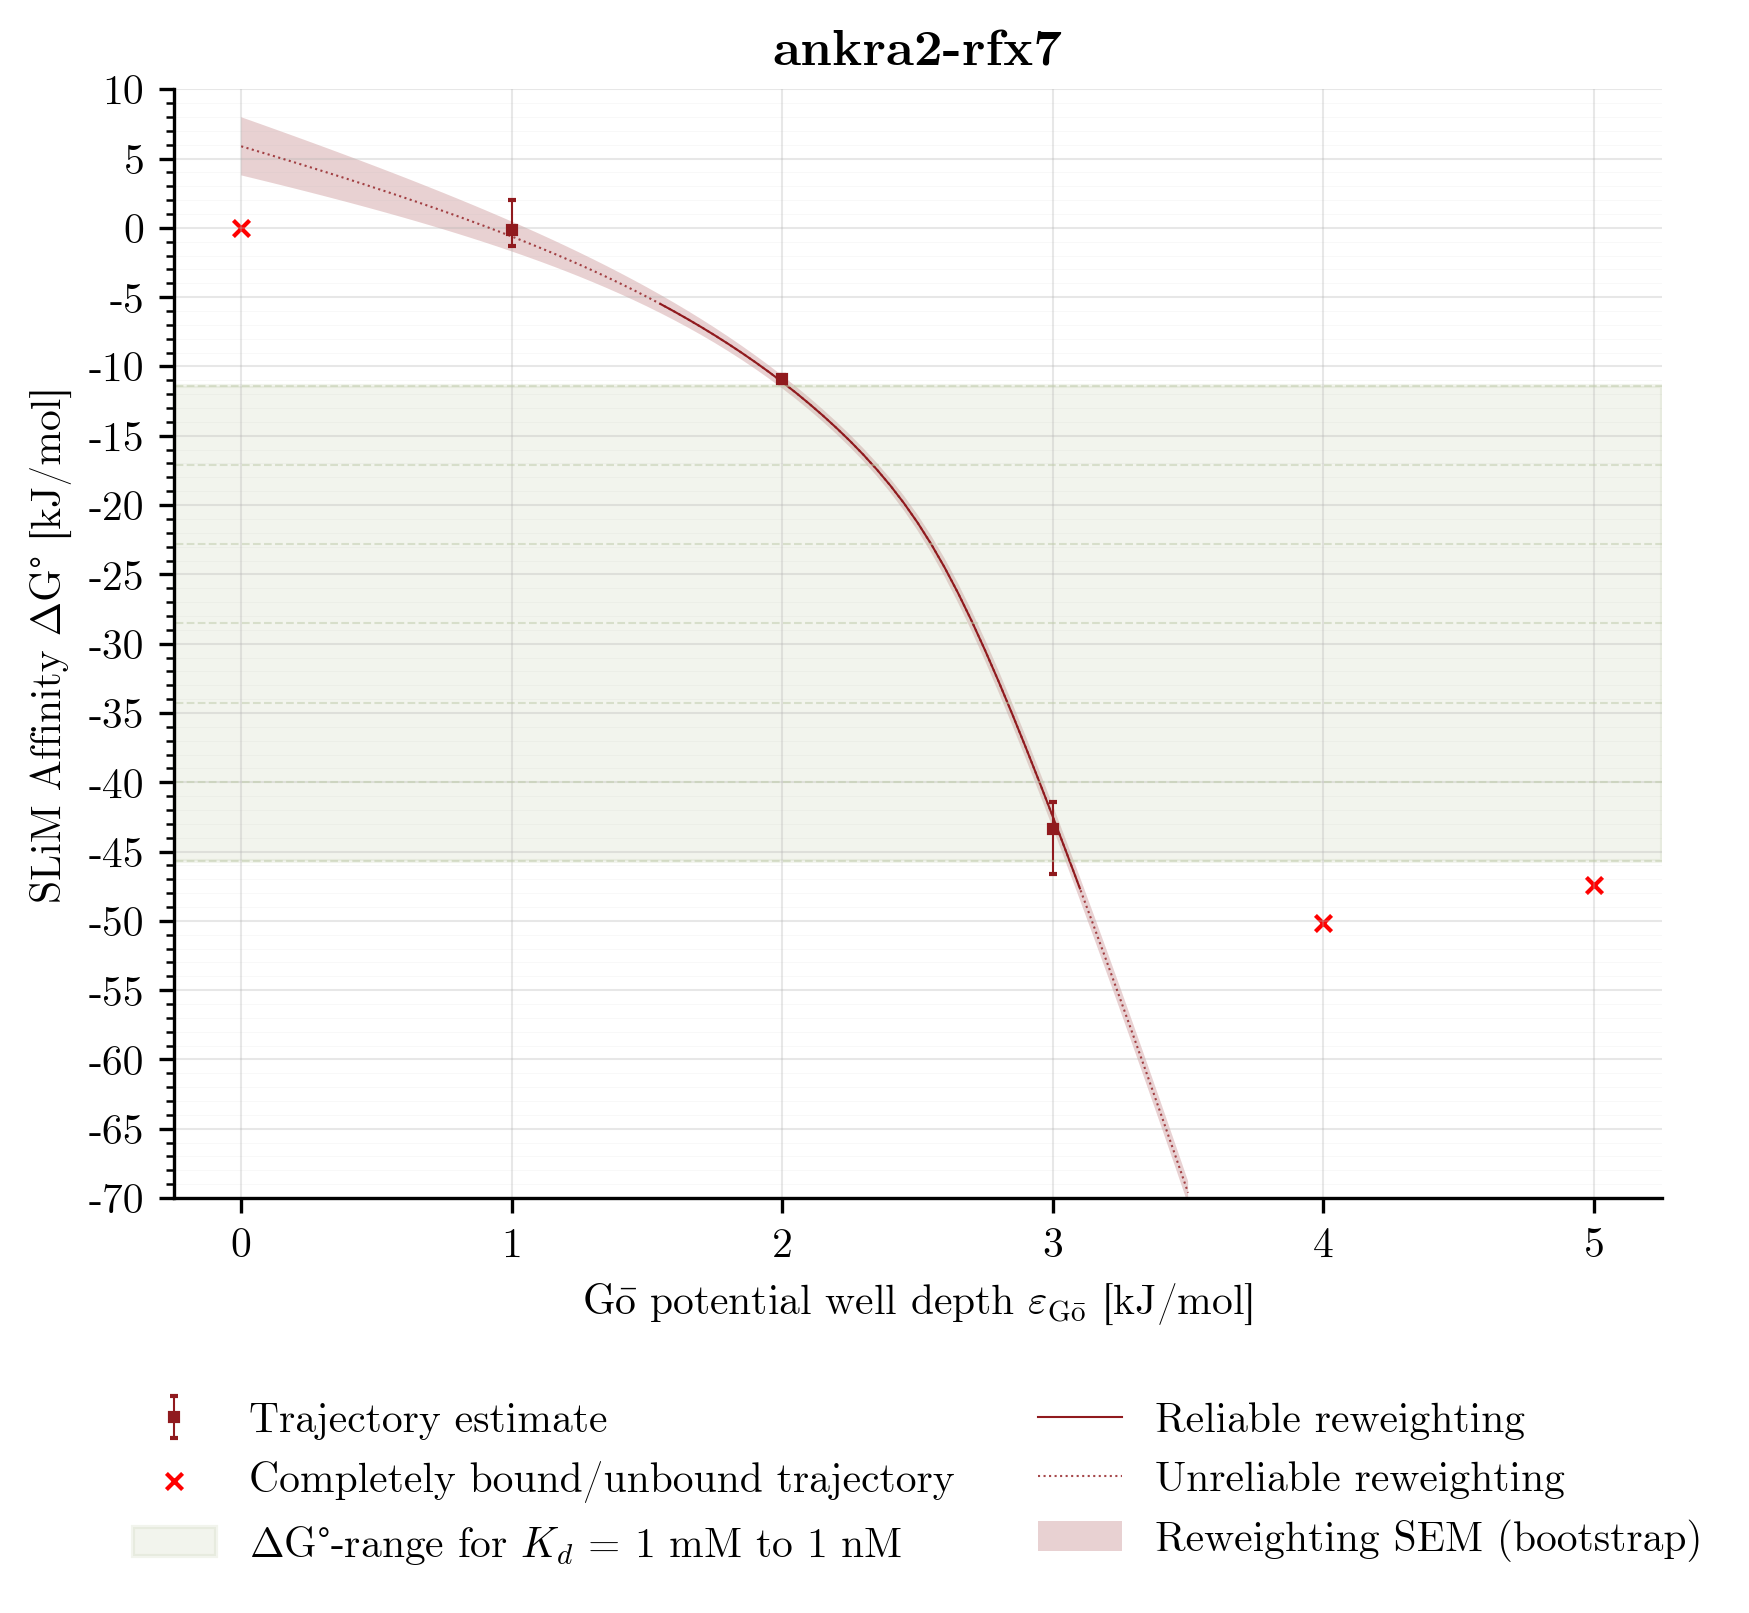 ankra2-rfx7
10
5
0
-5
-10
-15
-20
-25
-30
-35
-40
-45
-50
-55
-60
-65
-70
SLiM Affinity ΔG° [kJ/mol]
0 1 2 3 4 5
Gō potential well depth εGō [kJ/mol]
Trajectory estimate
Completely bound/unbound trajectory
ΔG°-range for Kd = 1 mM to 1 nM
Reliable reweighting
Unreliable reweighting
Reweighting SEM (bootstrap)